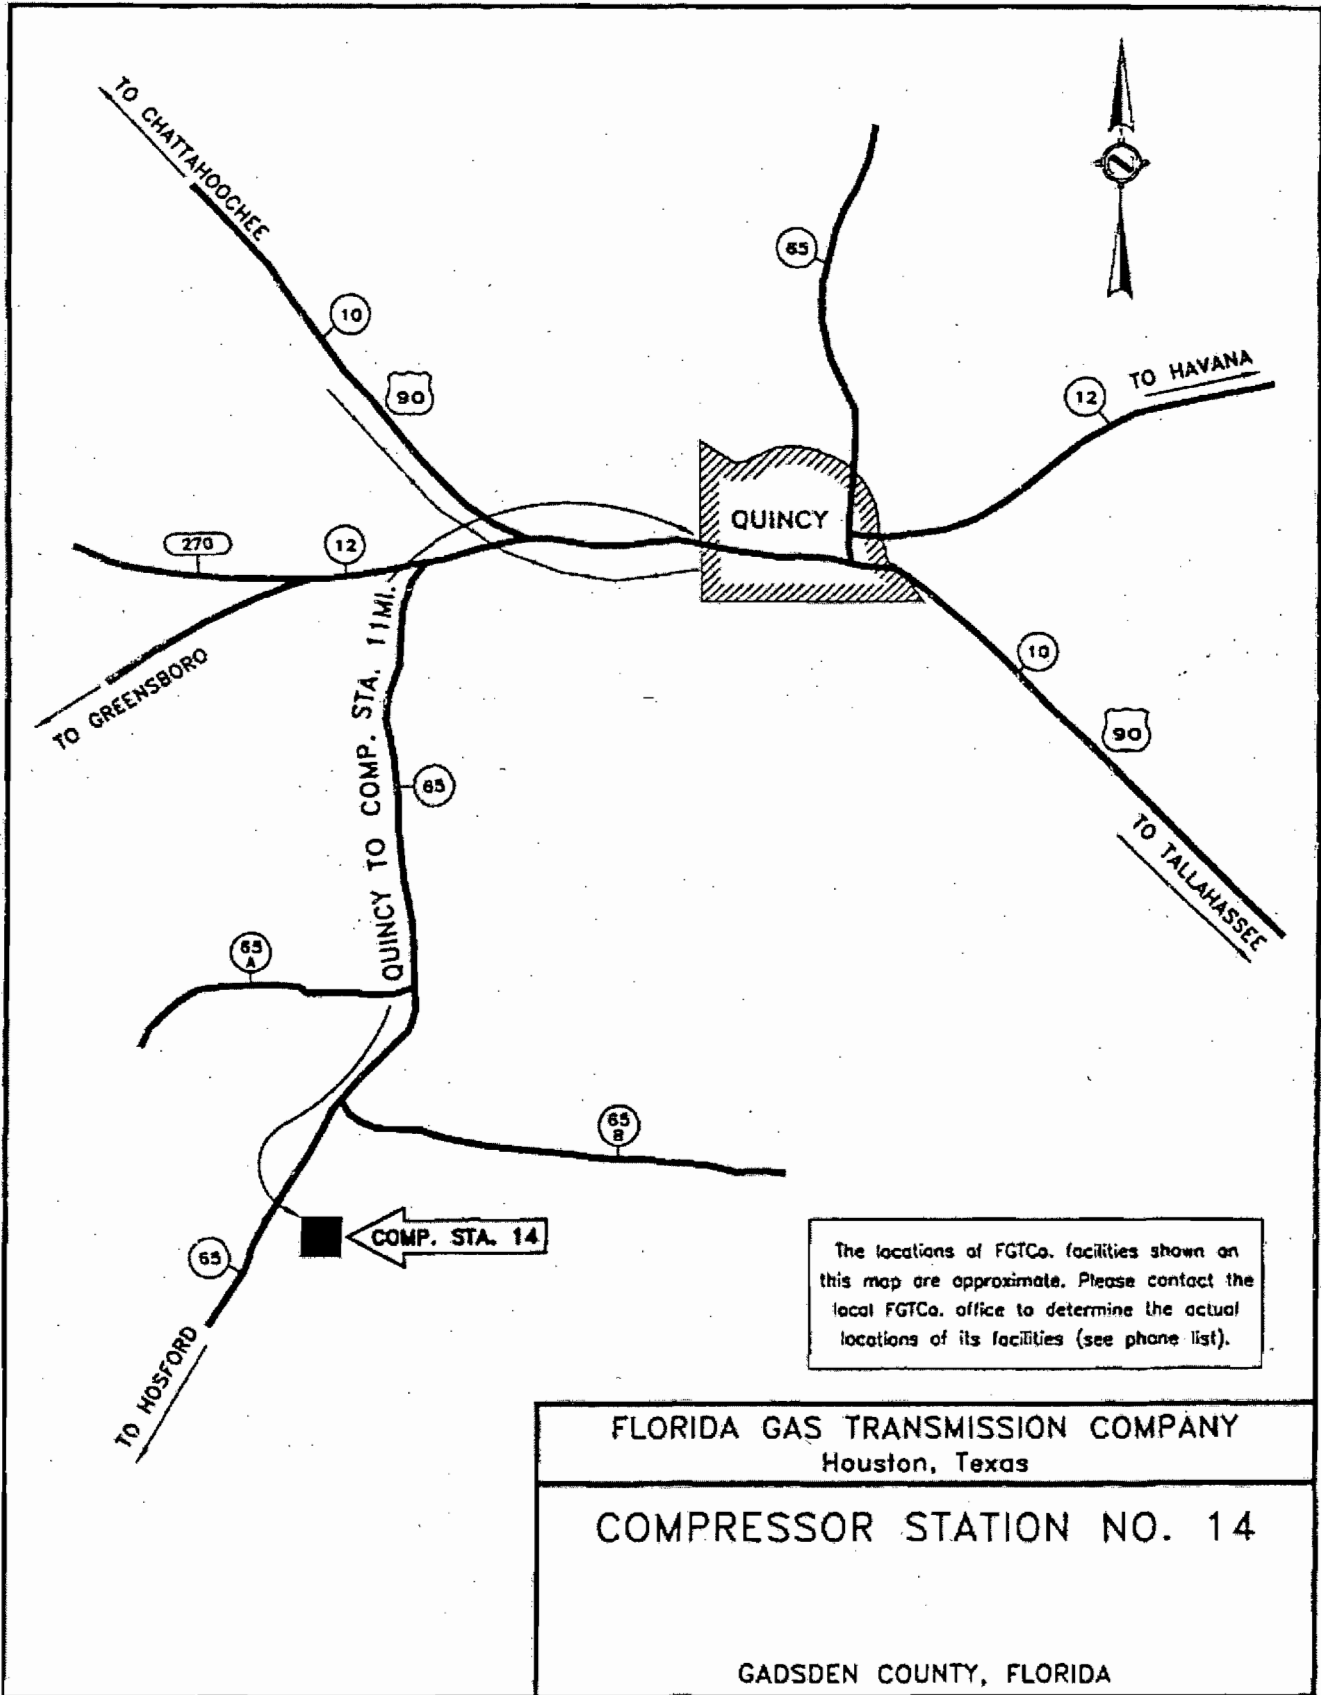 TO CHATTAHOOCHEE
10
90
65
12
TO HAVANA
QUINCY
270
12
TO GREENSBORO
QUINCY TO COMP. STA. 11MI.
65
10
90
TO TALLAHASSEE
65
A
65
B
COMP. STA. 14
65
TO HOSFORD
The locations of FGTCo. facilities shown on
this map are approximate. Please contact the
local FGTCo. office to determine the actual
locations of its facilities (see phone list).
FLORIDA GAS TRANSMISSION COMPANY
Houston, Texas
COMPRESSOR STATION NO. 14
GADSDEN COUNTY, FLORIDA